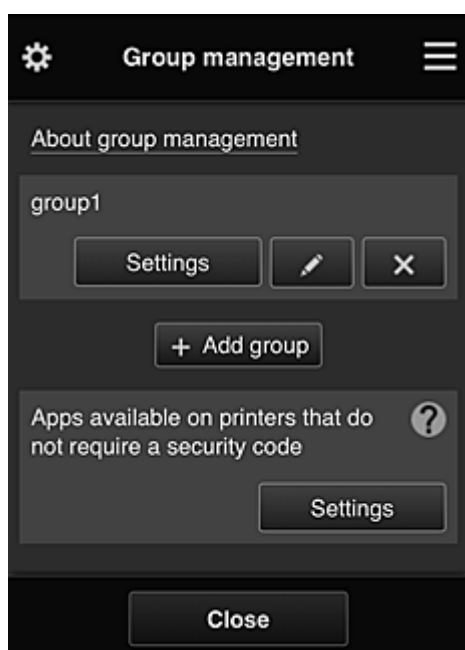 Group management
About group management
group1
Settings
+ Add group
Apps available on printers that do
not require a security code
?
Settings
Close